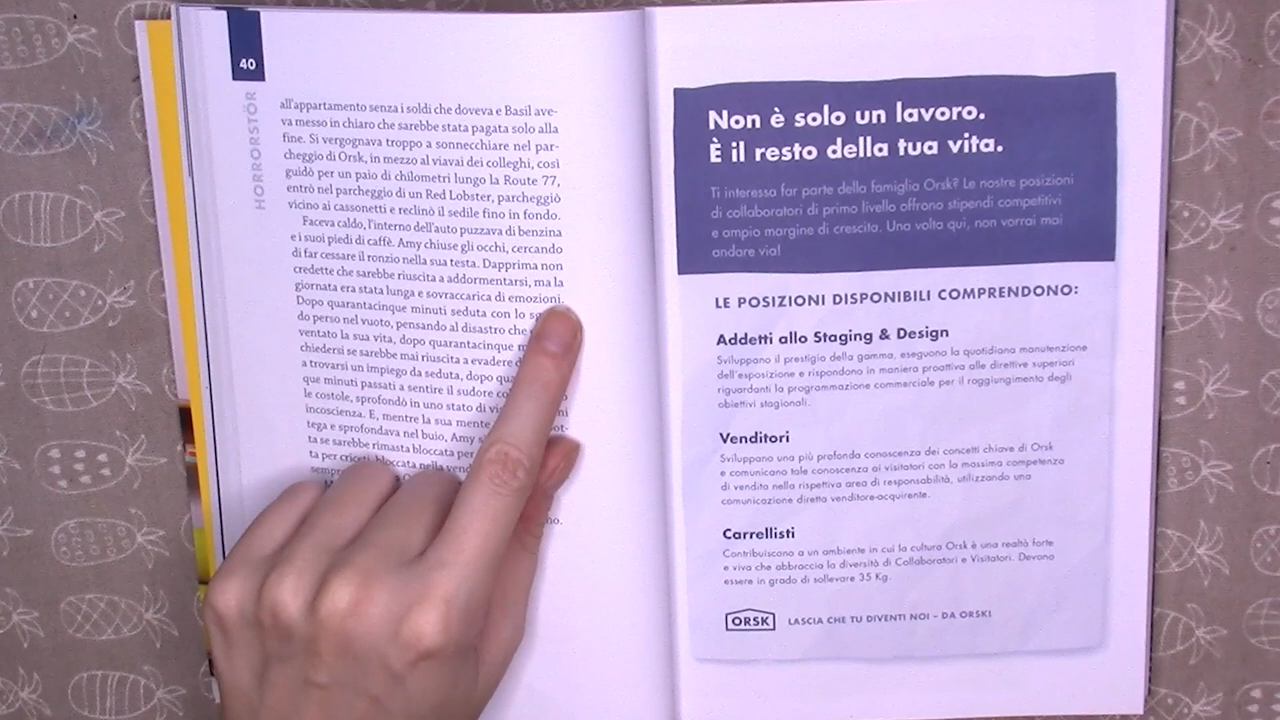 40
HORRORSTÖR
all'appartamento senza i soldi che doveva e Basil ave-
va messo in chiaro che sarebbe stata pagata solo alla
fine. Si vergognava troppo a sonnecchiare nel par-
cheggio di Orsk, in mezzo al viavai dei colleghi, così
guidò per un paio di chilometri lungo la Route 77,
entrò nel parcheggio di un Red Lobster, parcheggiò
vicino ai cassonetti e reclinò il sedile fino in fondo.
Faceva caldo, l'interno dell'auto puzzava di benzina
e i suoi piedi di caffè. Amy chiuse gli occhi, cercando
di far cessare il ronzio nella sua testa. Dapprima non
credette che sarebbe riuscita a addormentarsi, ma la
giornata era stata lunga e sovraccarica di emozioni.
Dopo quarantacinque minuti seduta con lo
do perso nel vuoto, pensando al disastro che
ventato la sua vita, dopo quarantacinque
chiedersi se sarebbe mai riuscita a evadere
a trovarsi un impiego da seduta, dopo
que minuti passati a sentire il sudore
le costole, sprofondò in uno stato di
incoscienza. E, mentre la sua mente
tega e sprofondava nel buio, Amy
ta se sarebbe rimasta bloccata per
ta per criceti, bloccata nella
Non è solo un lavoro.
È il resto della tua vita.
Ti interessa far parte della famiglia Orsk? Le nostre posizioni
di collaboratori di primo livello offrono stipendi competitivi
e ampio margine di crescita. Una volta qui, non vorrai mai
andare via!
LE POSIZIONI DISPONIBILI COMPRENDONO:
Addetti allo Staging & Design
Sviluppano il prestigio della gamma, eseguono la quotidiana manutenzione
dell'esposizione e rispondono in maniera proattiva alle direttive superiori
riguardanti la programmazione commerciale per il raggiungimento degli
obiettivi stagionali.
Venditori
Sviluppano una più profonda conoscenza dei concetti chiave di Orsk
e comunicano tale conoscenza ai visitatori con la massima competenza
di vendita nella rispettiva area di responsabilità, utilizzando una
comunicazione diretta venditore-acquirente.
Carrellisti
Contribuiscono a un ambiente in cui la cultura Orsk è una realtà forte
e viva che abbraccia la diversità di Collaboratori e Visitatori. Devono
essere in grado di sollevare 35 Kg.
ORSK LASCIA CHE TU DIVENTI NOI – DA ORSK!